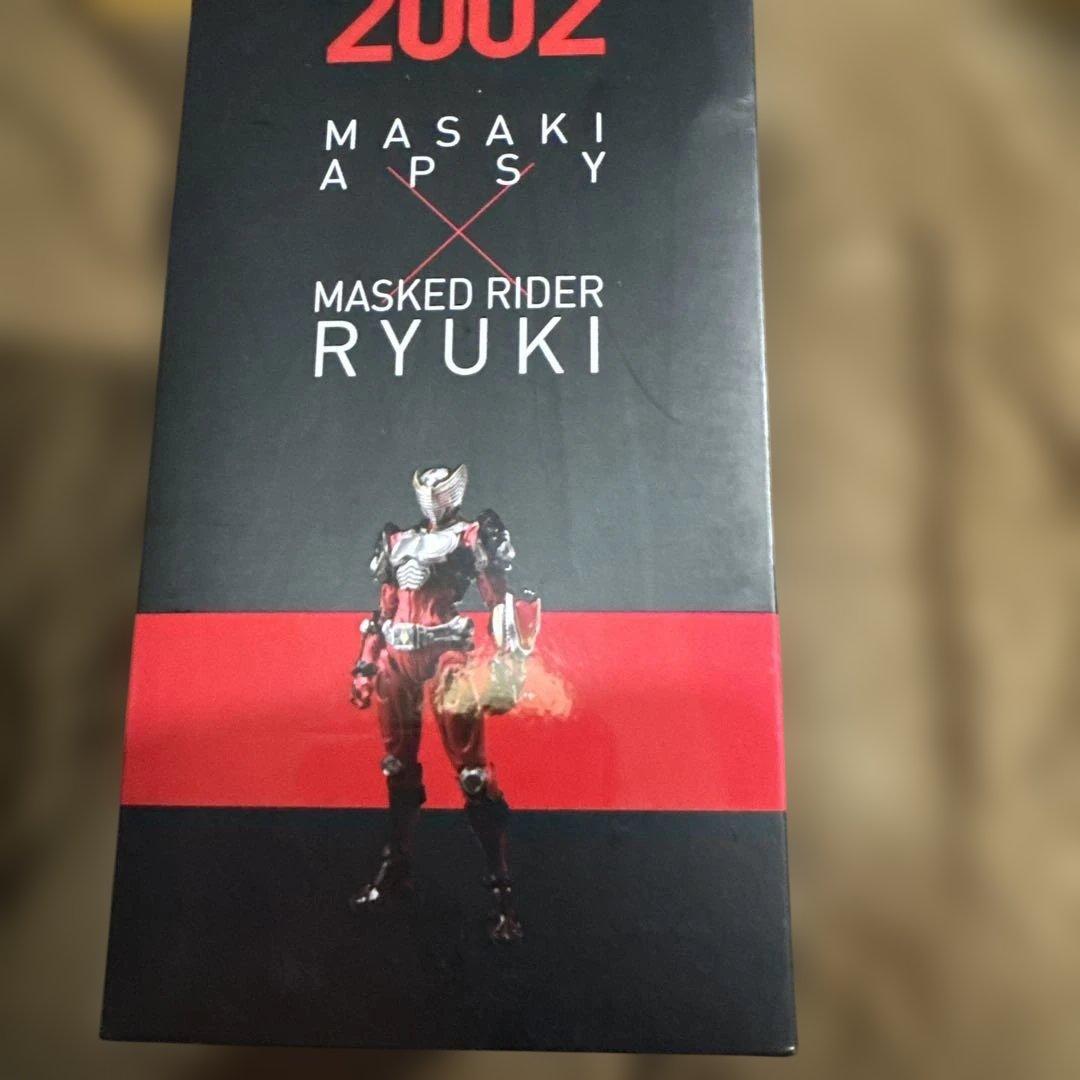 2002
MASAKI
APSY
MASKED RIDER
RYUKI